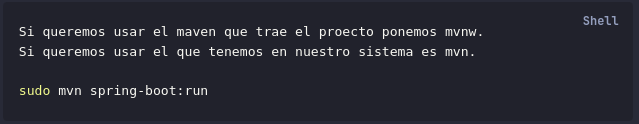 Shell
Si queremos usar el maven que trae el proecto ponemos mvnw.
Si queremos usar el que tenemos en nuestro sistema es mvn.
sudo mvn spring-boot:run